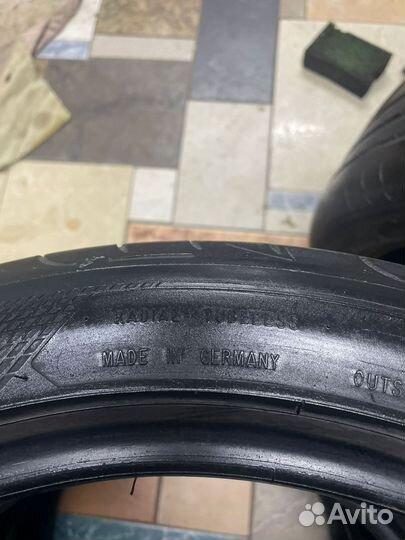 RADIAL TUBELESS
MADE IN GERMANY
OUTS
Avito